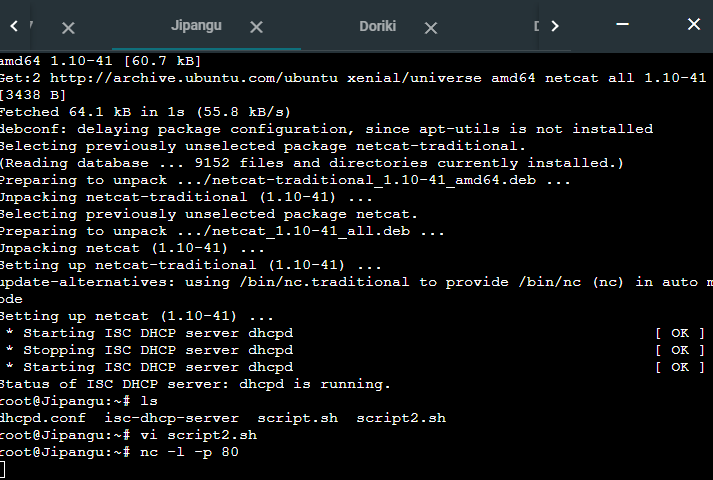 Jipangu
Doriki
amd64 1.10-41 [60.7 kB]
Get:2 http://archive.ubuntu.com/ubuntu xenial/universe amd64 netcat all 1.10-41
[3438 B]
Fetched 64.1 kB in 1s (55.8 kB/s)
debconf: delaying package configuration, since apt-utils is not installed
Selecting previously unselected package netcat-traditional.
(Reading database ... 9152 files and directories currently installed.)
Preparing to unpack .../netcat-traditional_1.10-41_amd64.deb ...
Unpacking netcat-traditional (1.10-41) ...
Selecting previously unselected package netcat.
Preparing to unpack .../netcat_1.10-41_all.deb ...
Unpacking netcat (1.10-41) ...
Setting up netcat-traditional (1.10-41) ...
update-alternatives: using /bin/nc.traditional to provide /bin/nc (nc) in auto m
ode
Setting up netcat (1.10-41) ...
* Starting ISC DHCP server dhcpd [ OK ]
* Stopping ISC DHCP server dhcpd [ OK ]
* Starting ISC DHCP server dhcpd [ OK ]
Status of ISC DHCP server: dhcpd is running.
root@Jipangu:~# ls
dhcpd.conf isc-dhcp-server script.sh script2.sh
root@Jipangu:~# vi script2.sh
root@Jipangu:~# nc -l -p 80